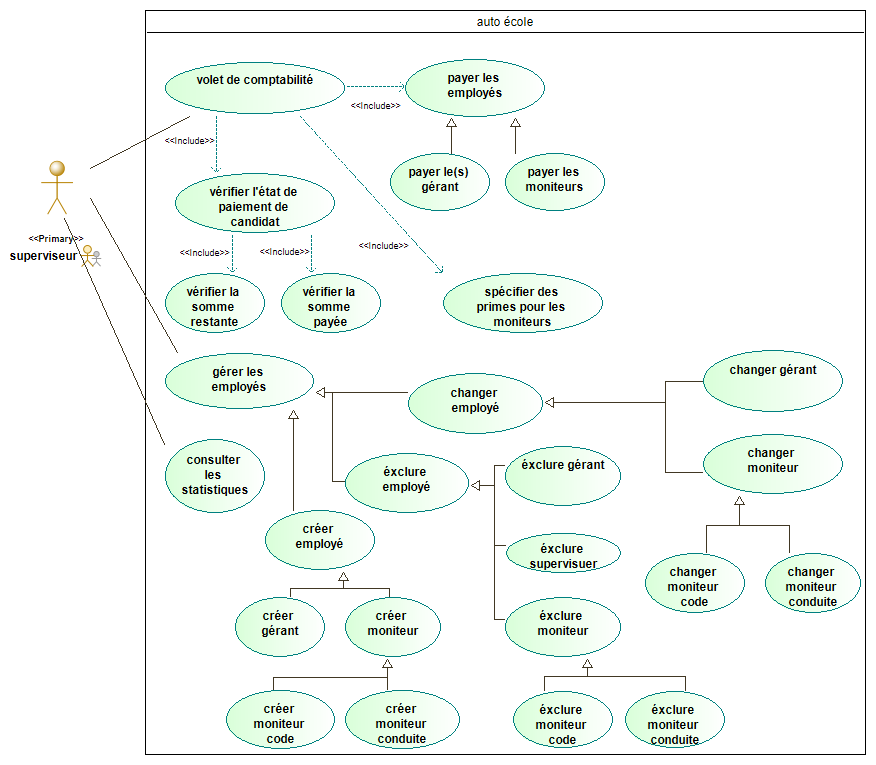 auto école
volet de comptabilité
<<Include>>
payer les
employés
<<Include>>
payer le(s)
gérant
payer les
moniteurs
vérifier l'état de
paiement de
candidat
<<Primary>>
superviseur
<<Include>>
<<Include>>
<<Include>>
vérifier la
somme
restante
vérifier la
somme
payée
spécifier des
primes pour les
moniteurs
gérer les
employés
changer
employé
changer gérant
changer
moniteur
consulter
les
statistiques
éxclure
employé
éxclure gérant
créer
employé
éxclure
supervisuer
changer
moniteur
code
changer
moniteur
conduite
créer
gérant
créer
moniteur
éxclure
moniteur
créer
moniteur
code
créer
moniteur
conduite
éxclure
moniteur
code
éxclure
moniteur
conduite